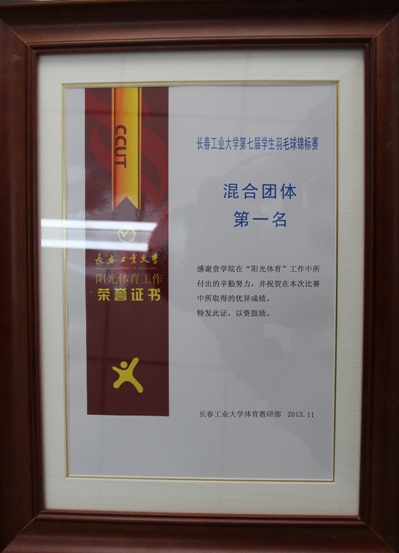 CCUT
长春工业大学
阳光体育工作
荣誉证书
长春工业大学第七届学生羽毛球锦标赛
混合团体
第一名
感谢贵学院在“阳光体育”工作中所
付出的辛勤努力，并祝贺在本次比赛
中所取得的优异成绩。
特发此证，以资鼓励。
长春工业大学体育教研部 2013.11